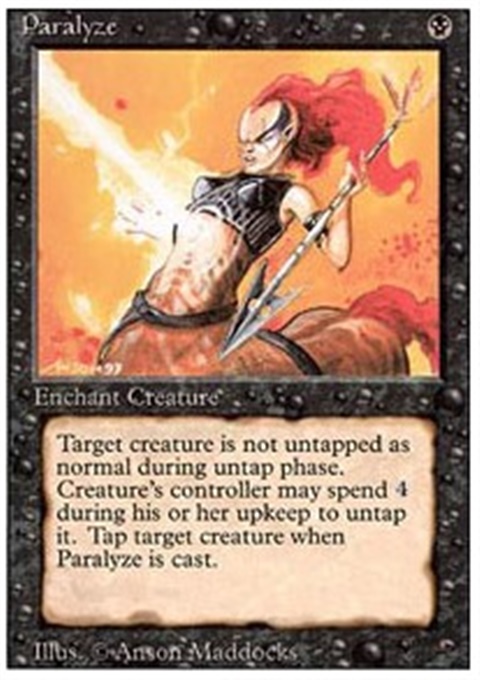 Paralyze
Enchant Creature
Target creature is not untapped as
normal during untap phase.
Creature's controller may spend 4
during his or her upkeep to untap
it. Tap target creature when
Paralyze is cast.
Illus. © Anson Maddocks